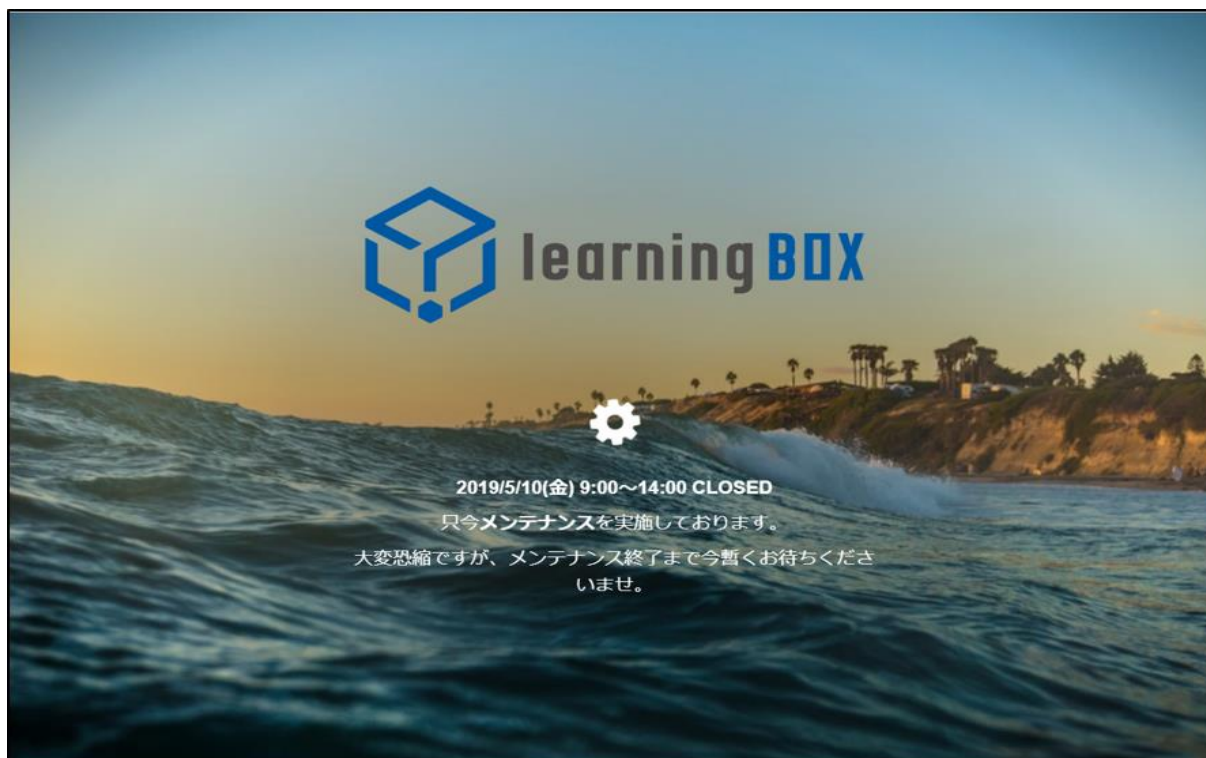 learningBOX
2019/5/10(金) 9:00～14:00 CLOSED
只今メンテナンスを実施しております。
大変恐縮ですが、メンテナンス終了まで今暫くお待ちくださ
いませ。